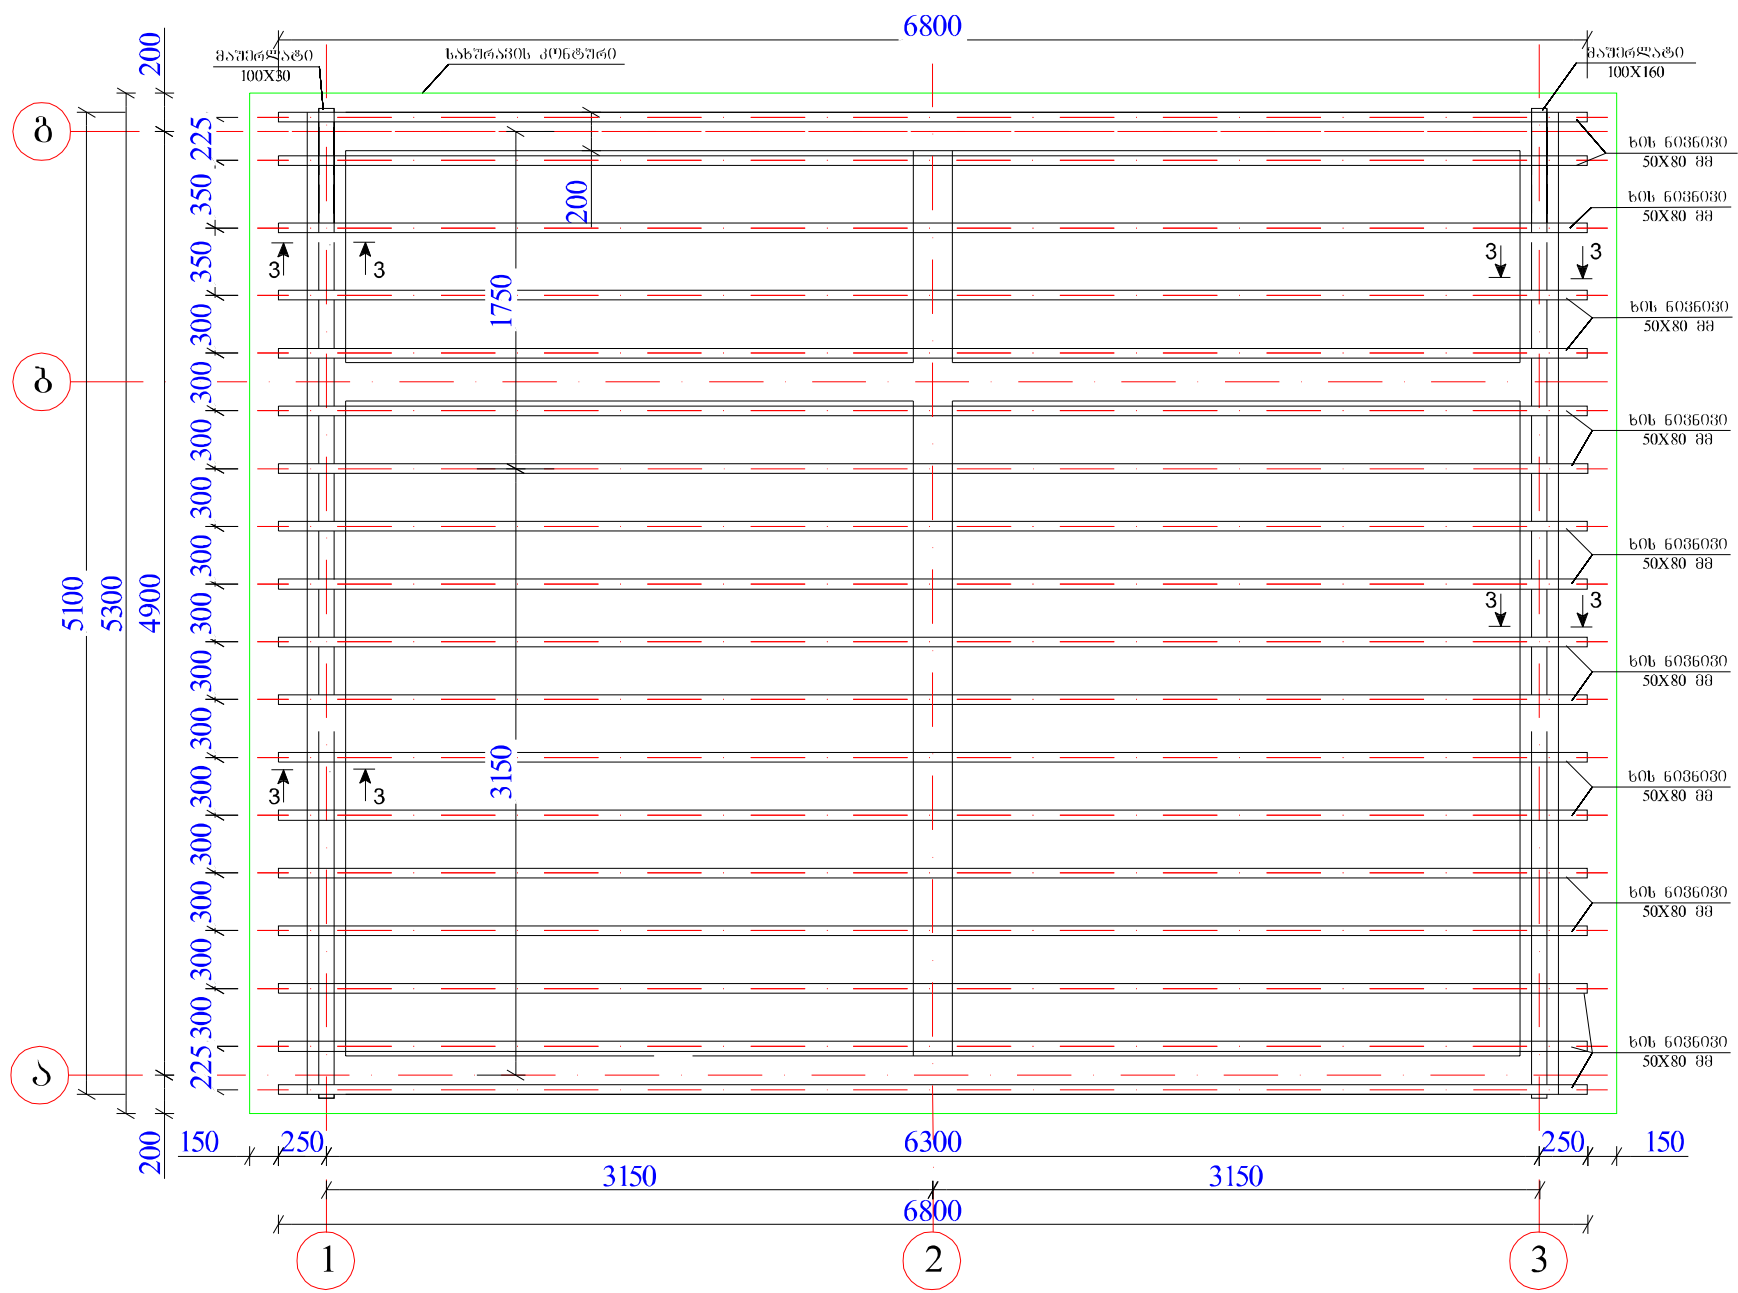 6800
მაუერლატი
100X30
სახურავის კონტური
მაუერლატი
100X160
200
გ
225
350
350
300
300
300
300
300
300
300
300
300
300
300
300
300
225
200
1750
3150
ხის ნივნივი
50X80 მმ
ხის ნივნივი
50X80 მმ
3 3
3 3
ხის ნივნივი
50X80 მმ
ბ
ხის ნივნივი
50X80 მმ
ხის ნივნივი
50X80 მმ
5100
5300
4900
3 3
ხის ნივნივი
50X80 მმ
ხის ნივნივი
50X80 მმ
3 3
ხის ნივნივი
50X80 მმ
ხის ნივნივი
50X80 მმ
ა
200
150 250 6300 250 150
3150 3150
6800
1 2 3